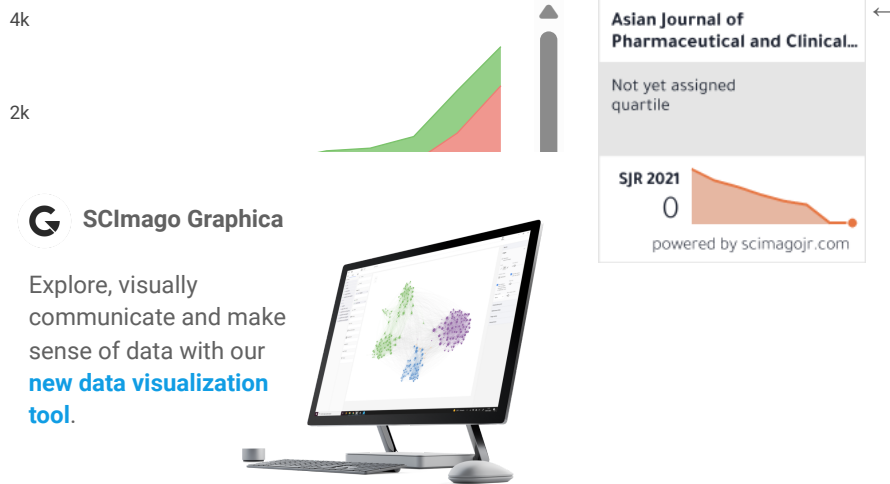 4k
2k
SCImago Graphica
Explore, visually
communicate and make
sense of data with our
new data visualization
tool.
Asian Journal of
Pharmaceutical and Clinical...
Not yet assigned
quartile
SJR 2021
0
powered by scimagojr.com
←